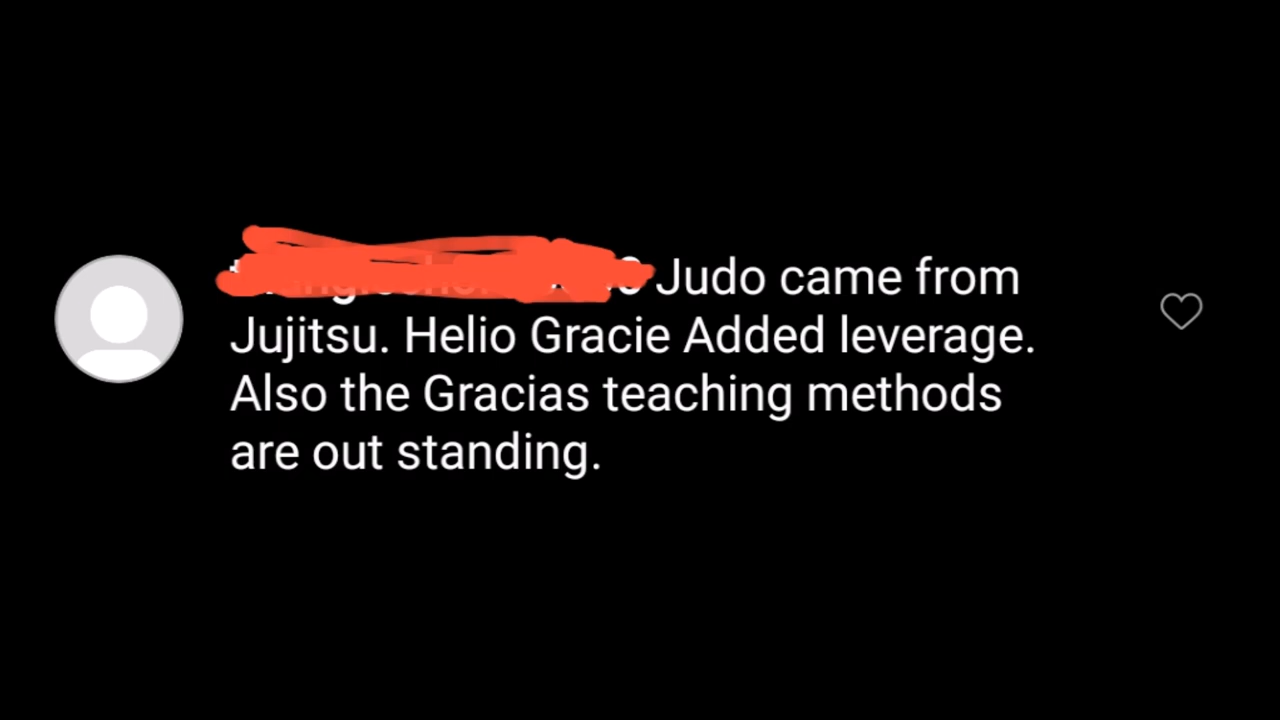 Judo came from
Jujitsu. Helio Gracie Added leverage.
Also the Gracias teaching methods
are out standing.